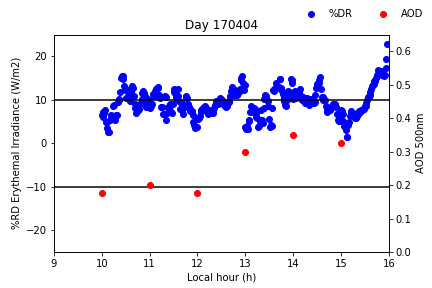 %DR AOD
Day 170404
%RD Erythermal Irradiance (W/m2)
20
10
0
−10
−20
9 10 11 12 13 14 15 16
Local hour (h)
0.6
0.5
0.4
0.3
0.2
0.1
0.0
AOD 500nm